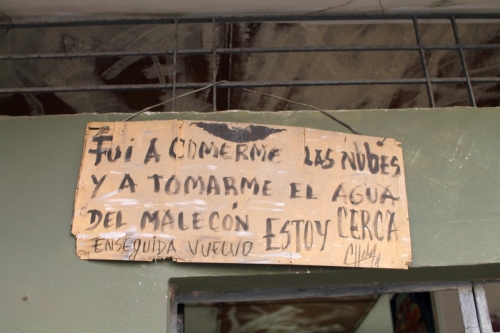 FUI A COMERME LAS NUBES
Y A TOMARME EL AGUA
DEL MALECÓN ESTOY CERCA
ENSEGUIDA VUELVO